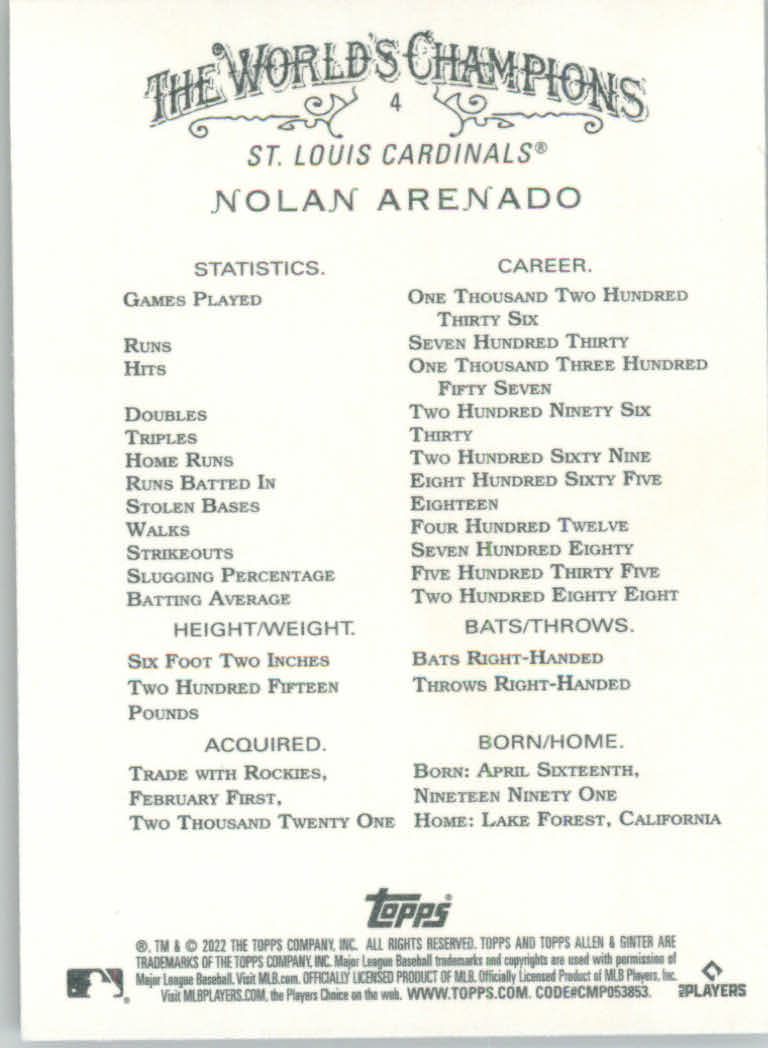 THE WORLD'S CHAMPIONS
4
ST. LOUIS CARDINALS®
NOLAN ARENADO
STATISTICS. CAREER.
GAMES PLAYED ONE THOUSAND TWO HUNDRED
THIRTY SIX
RUNS SEVEN HUNDRED THIRTY
HITS ONE THOUSAND THREE HUNDRED
FIFTY SEVEN
DOUBLES TWO HUNDRED NINETY SIX
TRIPLES THIRTY
HOME RUNS TWO HUNDRED SIXTY NINE
RUNS BATTED IN EIGHT HUNDRED SIXTY FIVE
STOLEN BASES EIGHTEEN
WALKS FOUR HUNDRED TWELVE
STRIKEOUTS SEVEN HUNDRED EIGHTY
SLUGGING PERCENTAGE FIVE HUNDRED THIRTY FIVE
BATTING AVERAGE TWO HUNDRED EIGHTY EIGHT
HEIGHT/WEIGHT. BATS/THROWS.
SIX FOOT TWO INCHES BATS RIGHT-HANDED
TWO HUNDRED FIFTEEN THROWS RIGHT-HANDED
POUNDS
ACQUIRED. BORN/HOME.
TRADE WITH ROCKIES, BORN: APRIL SIXTEENTH,
FEBRUARY FIRST, NINETEEN NINETY ONE
TWO THOUSAND TWENTY ONE HOME: LAKE FOREST, CALIFORNIA
topps®
®, TM & © 2022 THE TOPPS COMPANY, INC. ALL RIGHTS RESERVED. TOPPS AND TOPPS ALLEN & GINTER ARE
TRADEMARKS OF THE TOPPS COMPANY, INC. Major League Baseball trademarks and copyrights are used with permission of
Major League Baseball. Visit MLB.com. OFFICIALLY LICENSED PRODUCT OF MLB. Officially Licensed Product of MLB Players, Inc.
Visit MLBPLAYERS.COM, the Players Choice on the web. WWW.TOPPS.COM. CODE#CMP053853.
PLAYERS